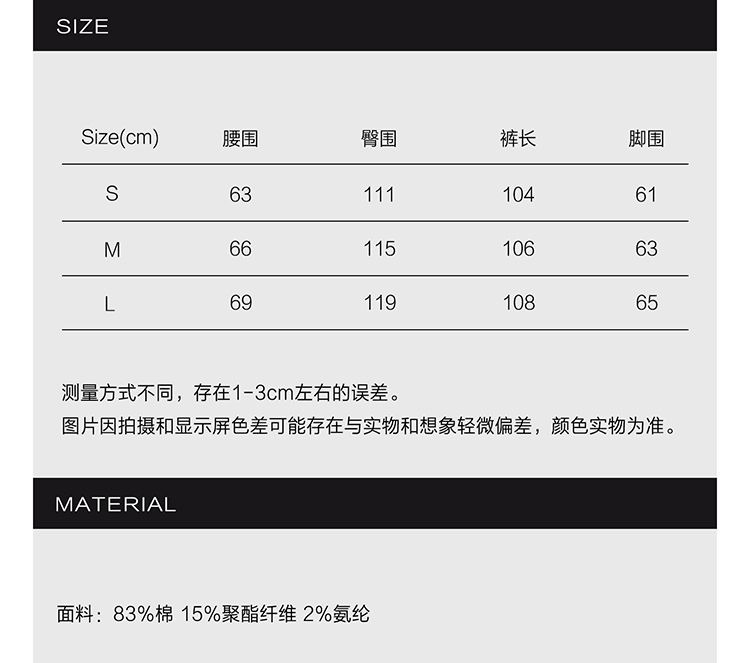 SIZE
Size(cm) 腰围 臀围 裤长 脚围
S 63 111 104 61
M 66 115 106 63
L 69 119 108 65
测量方式不同，存在1-3cm左右的误差。
图片因拍摄和显示屏色差可能存在与实物和想象轻微偏差，颜色实物为准。
MATERIAL
面料：83%棉 15%聚酯纤维 2%氨纶